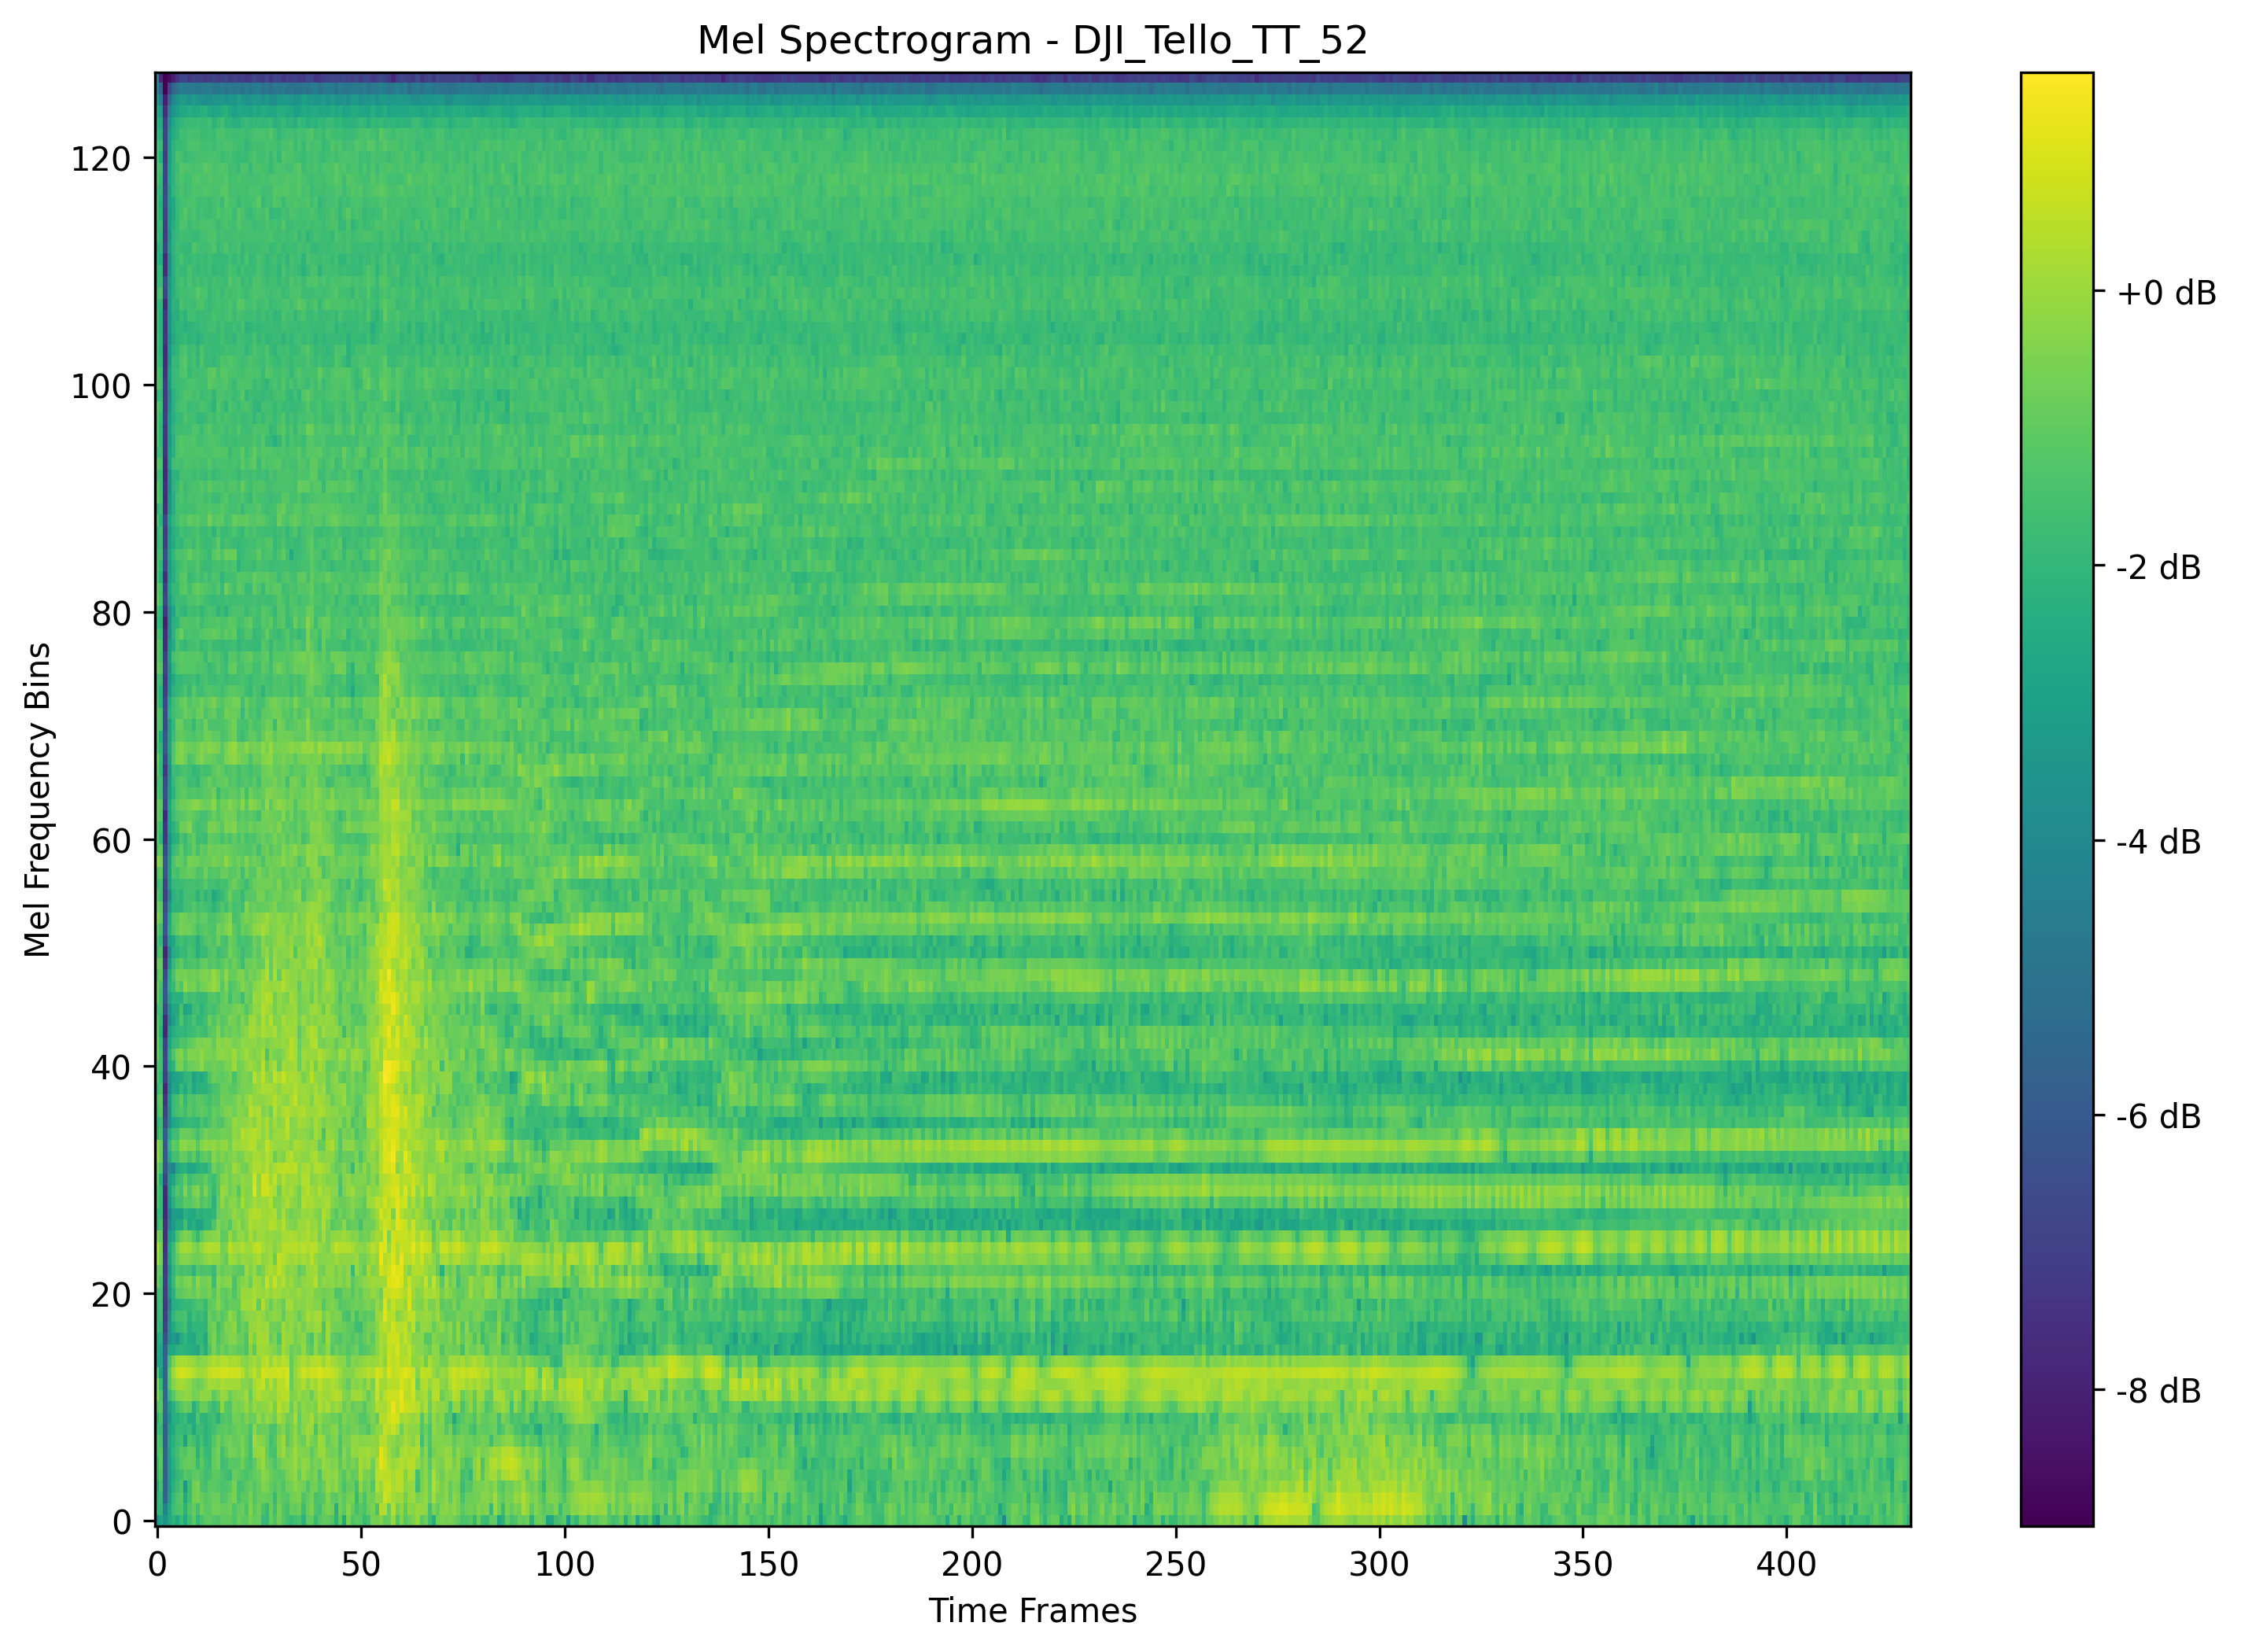 Mel Spectrogram - DJI_Tello_TT_52
Mel Frequency Bins
120
100
80
60
40
20
0
0 50 100 150 200 250 300 350 400
Time Frames
+0 dB
-2 dB
-4 dB
-6 dB
-8 dB